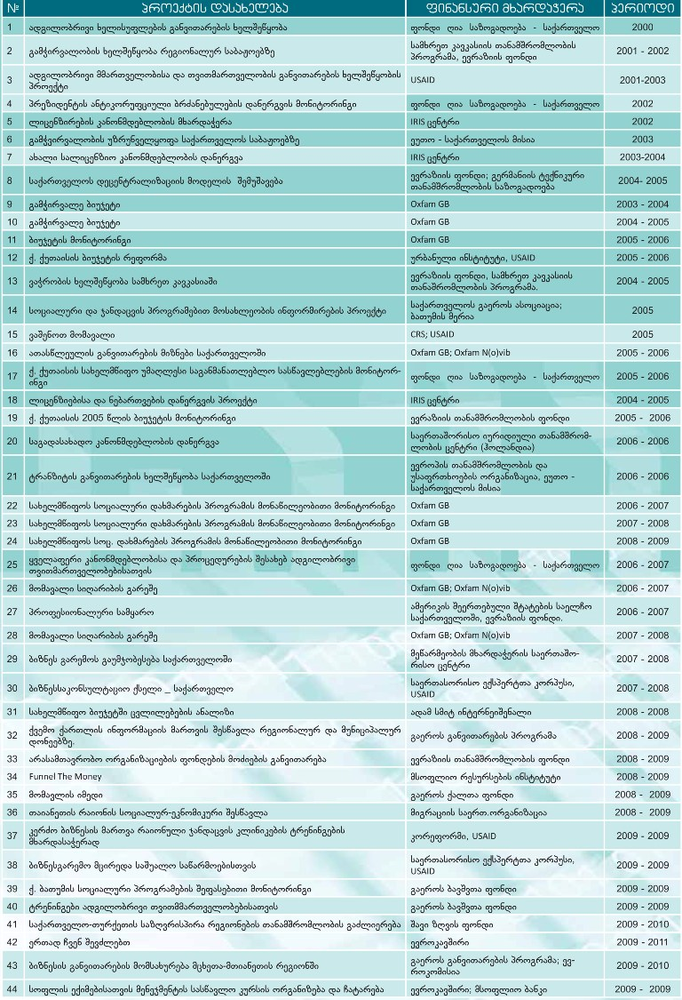 № პროექტის დასახელება ფინანსური მხარდაჭერა პერიოდი
1 ადგილობრივი ხელისუფლების განვითარების ხელშეწყობა ფონდი ღია საზოგადოება - საქართველო 2000
2 გამჭირვალობის ხელშეწყობა რეგიონალურ საბაჟოებზე სამხრეთ კავკასიის თანამშრომლობის
პროგრამა, ევრაზიის ფონდი 2001 - 2002
3 ადგილობრივი მმართველობისა და თვითმართველობის განვითარების ხელშეწყობის
პროექტი USAID 2001-2003
4 პრეზიდენტის ანტიკორუფციული ბრძანებულების დანერგვის მონიტორინგი ფონდი ღია საზოგადოება - საქართველო 2002
5 ლიცენზირების კანონმდებლობის მხარდაჭერა IRIS ცენტრი 2002
6 გამჭვირვალობის უზრუნველყოფა საქართველოს საბაჟოებზე ეუთო - საქართველოს მისია 2003
7 ახალი სალიცენზიო კანონმდებლობის დანერგვა IRIS ცენტრი 2003-2004
8 საქართველოს დეცენტრალიზაციის მოდელის შემუშავება ევრაზიის ფონდი; გერმანიის ტექნიკური
თანამშრომლობის საზოგადოება 2004- 2005
9 გამჭირვალე ბიუჯეტი Oxfam GB 2003 - 2004
10 გამჭირვალე ბიუჯეტი Oxfam GB 2004 - 2005
11 ბიუჯეტის მონიტორინგი Oxfam GB 2005 - 2006
12 ქ. ქუთაისის ბიუჯეტის რეფორმა ურბანული ინსტიტუტი, USAID 2005 - 2006
13 ვაჭრობის ხელშეწყობა სამხრეთ კავკასიაში ევრაზიის ფონდი, სამხრეთ კავკასიის
თანაშრომლობის პროგრამა. 2004 - 2005
14 სოციალური და ჯანდაცვის პროგრამებით მოსახლეობის ინფორმირების პროექტი საქართველოს გაეროს ასოციაცია;
ბათუმის მერია 2005
15 ვაშენოთ მომავალი CRS; USAID 2005
16 ათასწლეულის განვითარების მიზნები საქართველოში Oxfam GB; Oxfam N(o)vib 2005 - 2006
17 ქ. ქუთაისის სახელმწიფო უმაღლესი საგანმანათლებლო სასწავლებლების მონიტორ-
ინგი ფონდი ღია საზოგადოება - საქართველო 2005 - 2006
18 ლიცენზიებისა და ნებართვების დანერგვის პროექტი IRIS ცენტრი 2004 - 2005
19 ქ. ქუთაისის 2005 წლის ბიუჯეტის მონიტორინგი ევრაზიის თანამშრომლობის ფონდი 2005 - 2006
20 საგადასახადო კანონმდებლობის დანერგვა საერთაშორისო იურიდიული თანამშრომ-
ლობის ცენტრი (ჰოლანდია) 2006 - 2006
21 ტრანზიტის განვითარების ხელშეწყობა საქართველოში ევროპის თანამშრომლობის და
უსაფრთხოების ორგანიზაცია, ეუთო -
საქართველოს მისია 2006 - 2006
22 სახელმწიფოს სოციალური დახმარების პროგრამის მონაწილეობითი მონიტორინგი Oxfam GB 2006 - 2007
23 სახელმწიფოს სოციალური დახმარების პროგრამის მონაწილეობითი მონიტორინგი Oxfam GB 2007 - 2008
24 სახელმწიფოს სოც. დახმარების პროგრამის მონაწილეობითი მონიტორინგი Oxfam GB 2008 - 2009
25 ყველაფერი კანონმდებლობისა და პროცედურების შესახებ ადგილობრივი
თვითმართველობებისათვის ფონდი ღია საზოგადოება - საქართველო 2006 - 2007
26 მომავალი სიღარიბის გარეშე Oxfam GB; Oxfam N(o)vib 2006 - 2007
27 პროფესიონალური სამყარო ამერიკის შეერთებული შტატების საელჩო
საქართველოში, ევრაზიის ფონდი. 2006 - 2007
28 მომავალი სიღარიბის გარეშე Oxfam GB; Oxfam N(o)vib 2007 - 2008
29 ბიზნეს გარემოს გაუმჯობესება საქართველოში მეწარმეობის მხარდაჭერის საერთაშო-
რისო ცენტრი 2007 - 2008
30 ბიზნესსაკონსულტაციო ქსელი _ საქართველო საერთასორისო ექსპერტთა კორპუსი,
USAID 2007 - 2008
31 სახელმწიფო ბიუჯეტში ცვლილებების ანალიზი ადამ სმიტ ინტერნეიშენალი 2008 - 2008
32 ქვემო ქართლის ინფორმაციის მართვის შესწავლა რეგიონალურ და მუნიციპალურ
დონეებზე. გაეროს განვითარების პროგრამა 2008 - 2009
33 არასამთავრობო ორგანიზაციების ფონდების მოძიების განვითარება ევრაზიის თანამშრომლობის ფონდი 2008 - 2009
34 Funnel The Money მსოფლიო რესურსების ინსტიტუტი 2008 - 2009
35 მომავლის იმედი გაეროს ქალთა ფონდი 2008 - 2009
36 თაიანეთის რაიონის სოციალურ-ეკნომიკური შესწავლა მიგრაციის საერთ.ორგანიზაცია 2008 - 2009
37 კერძო ბიზნესის მართვა რაიონული ჯანდაცვის კლინიკების ტრენინგების
მხარდასაჭერად კორეფორმი, USAID 2009 - 2009
38 ბიზნესგარემო მცირედა საშუალო საწარმოებისთვის საერთასორისო ექსპერტთა კორპუსი,
USAID 2009 - 2009
39 ქ. ბათუმის სოციალური პროგრამების შეფასებითი მონიტორინგი გაეროს ბავშვთა ფონდი 2009 - 2009
40 ტრენინგები ადგილობრივი თვითმმართველობებისათვის გაეროს ბავშვთა ფონდი 2009 - 2009
41 საქართველო-თურქეთის საზღვრისპირა რეგიონების თანამშრომლობის გაძლიერება შავი ზღვის ფონდი 2009 - 2010
42 ერთად ჩვენ შევძლებთ ევროკავშირი 2009 - 2011
43 ბიზნესის განვითარების მომსახურება მცხეთა-მთიანეთის რეგიონში გაეროს განვითარების პროგრამა; ევ-
როკომისია 2009 - 2010
44 სოფლის ექიმებისათვის მენეჯმენტის სასწავლო კურსის ორგანიზება და ჩატარება ევროკავშირი; მსოფლიო ბანკი 2009 - 2009